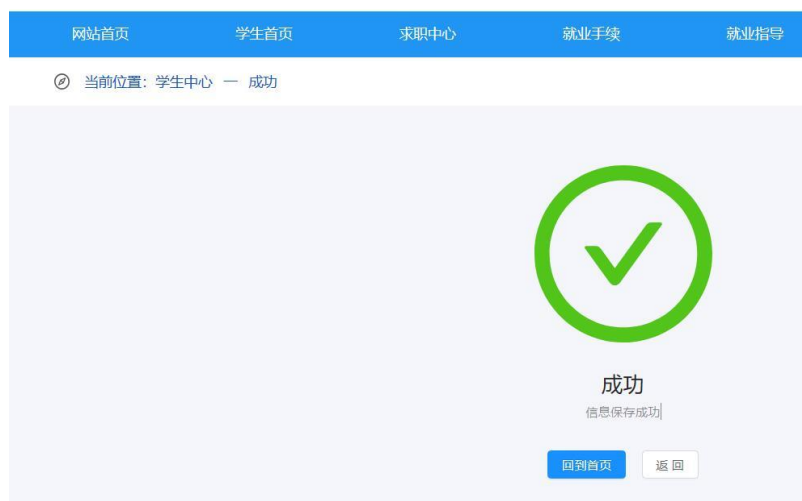 网站首页 学生首页 求职中心 就业手续 就业指导
当前位置：学生中心 一 成功
成功
信息保存成功
回到首页 返回